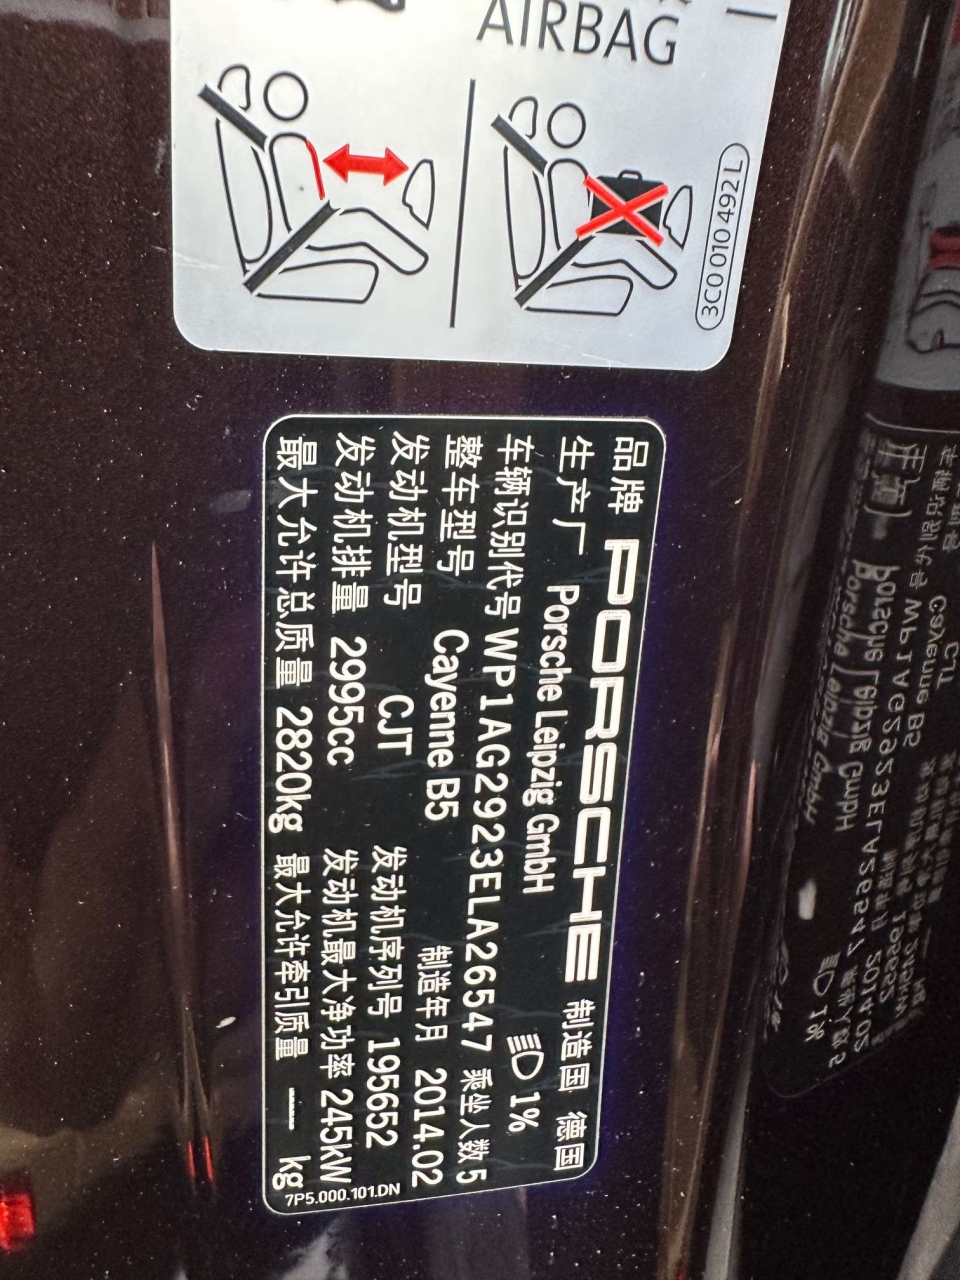 AIRBAG
3C0 010 492 L
品牌 PORSCHE 制造国 德国
生产厂 Porsche Leipzig GmbH 1%
车辆识别代号 WP1AG2923ELA26547 乘坐人数 5
整车型号 Cayenne B5 制造年月 2014.02
发动机型号 CJT 发动机序列号 195652
发动机排量 2995cc 发动机最大净功率 245kW
最大允许总质量 2820kg 最大允许牵引质量 — kg
7P5.000.101.DN